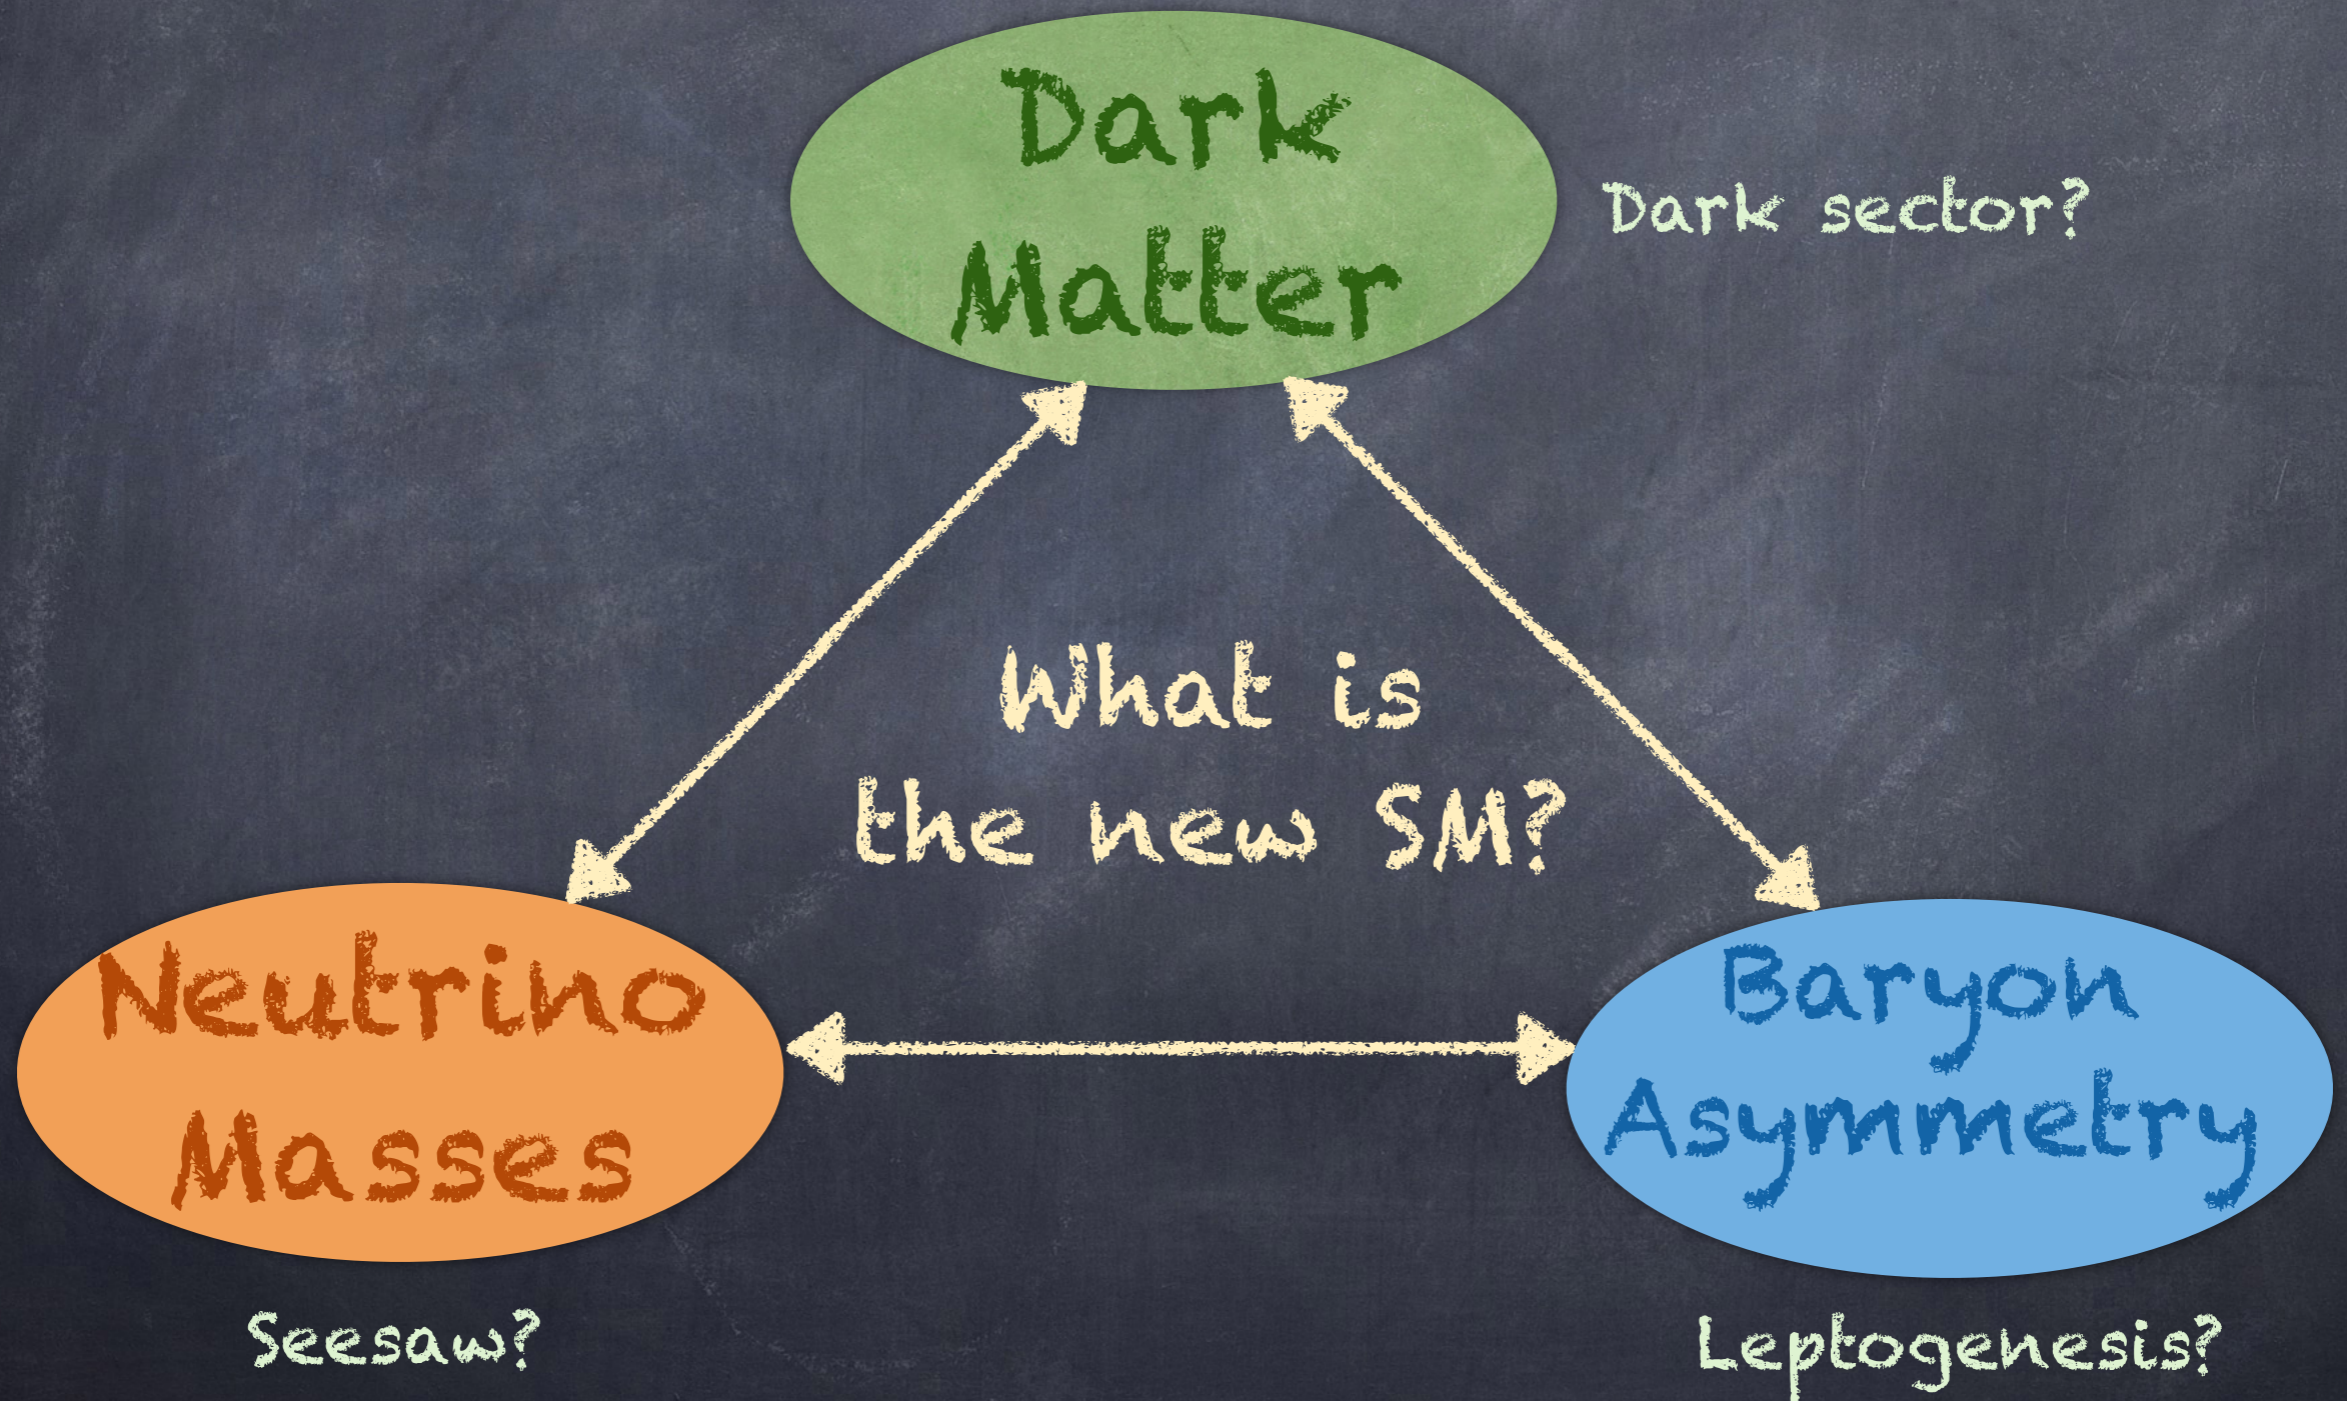 Dark
Matter
Dark sector?
What is
the new SM?
Neutrino
Masses
Baryon
Asymmetry
Seesaw?
Leptogenesis?